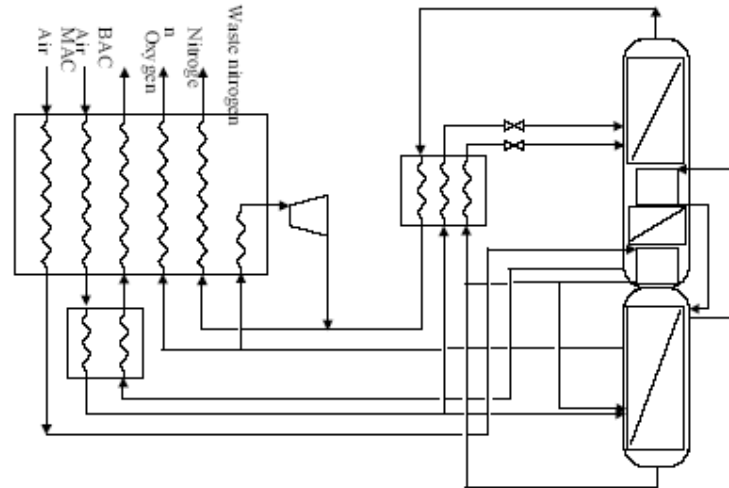 Waste nitrogen
Nitroge
n
Oxygen
BAC
Air
MAC
Air